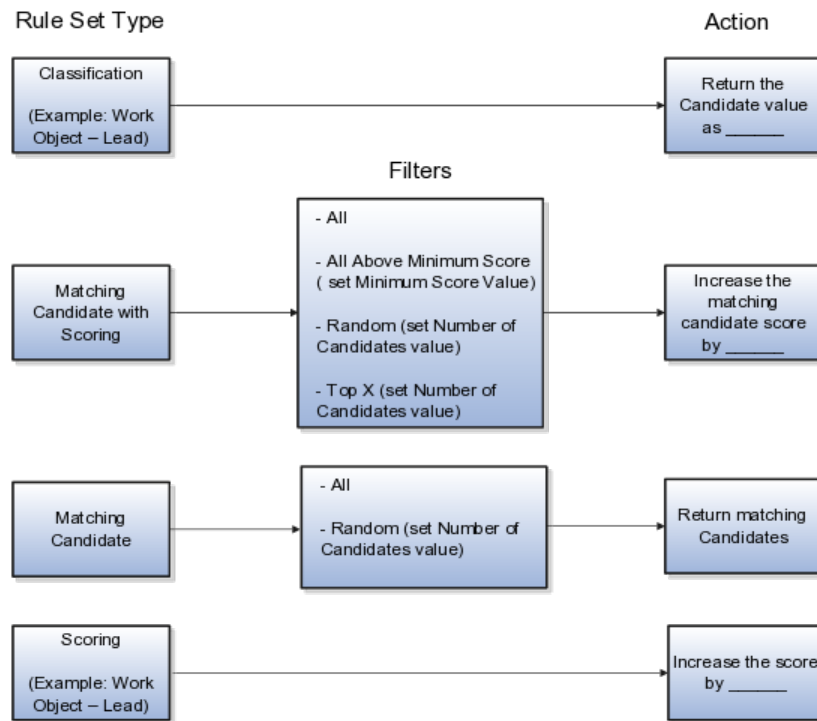 Rule Set Type
Action
Classification
(Example: Work
Object – Lead)
Return the
Candidate value
as ______
Filters
- All
- All Above Minimum Score
( set Minimum Score Value)
- Random (set Number of
Candidates value)
- Top X (set Number of
Candidates value)
Matching
Candidate with
Scoring
Increase the
matching
candidate score
by ______
Matching
Candidate
- All
- Random (set Number of
Candidates value)
Return matching
Candidates
Scoring
(Example: Work
Object – Lead)
Increase the score
by ______